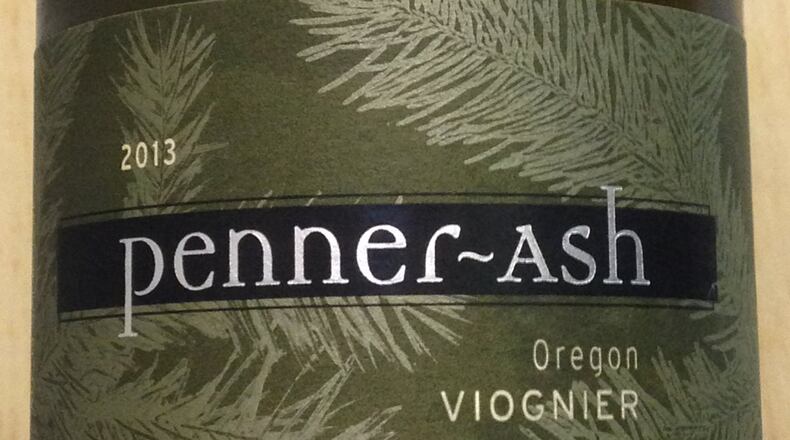 2013
penner~Ash
Oregon
VIOGNIER